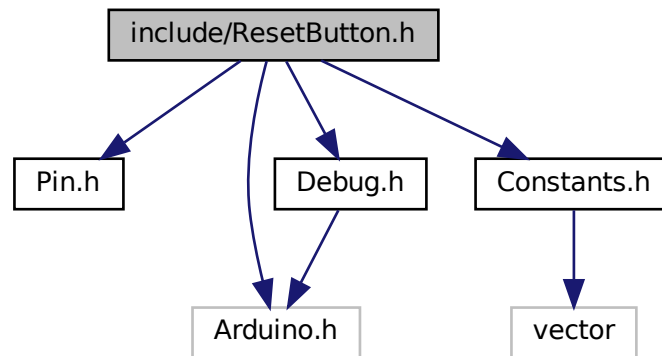 include/ResetButton.h
Pin.h
Debug.h
Constants.h
Arduino.h
vector